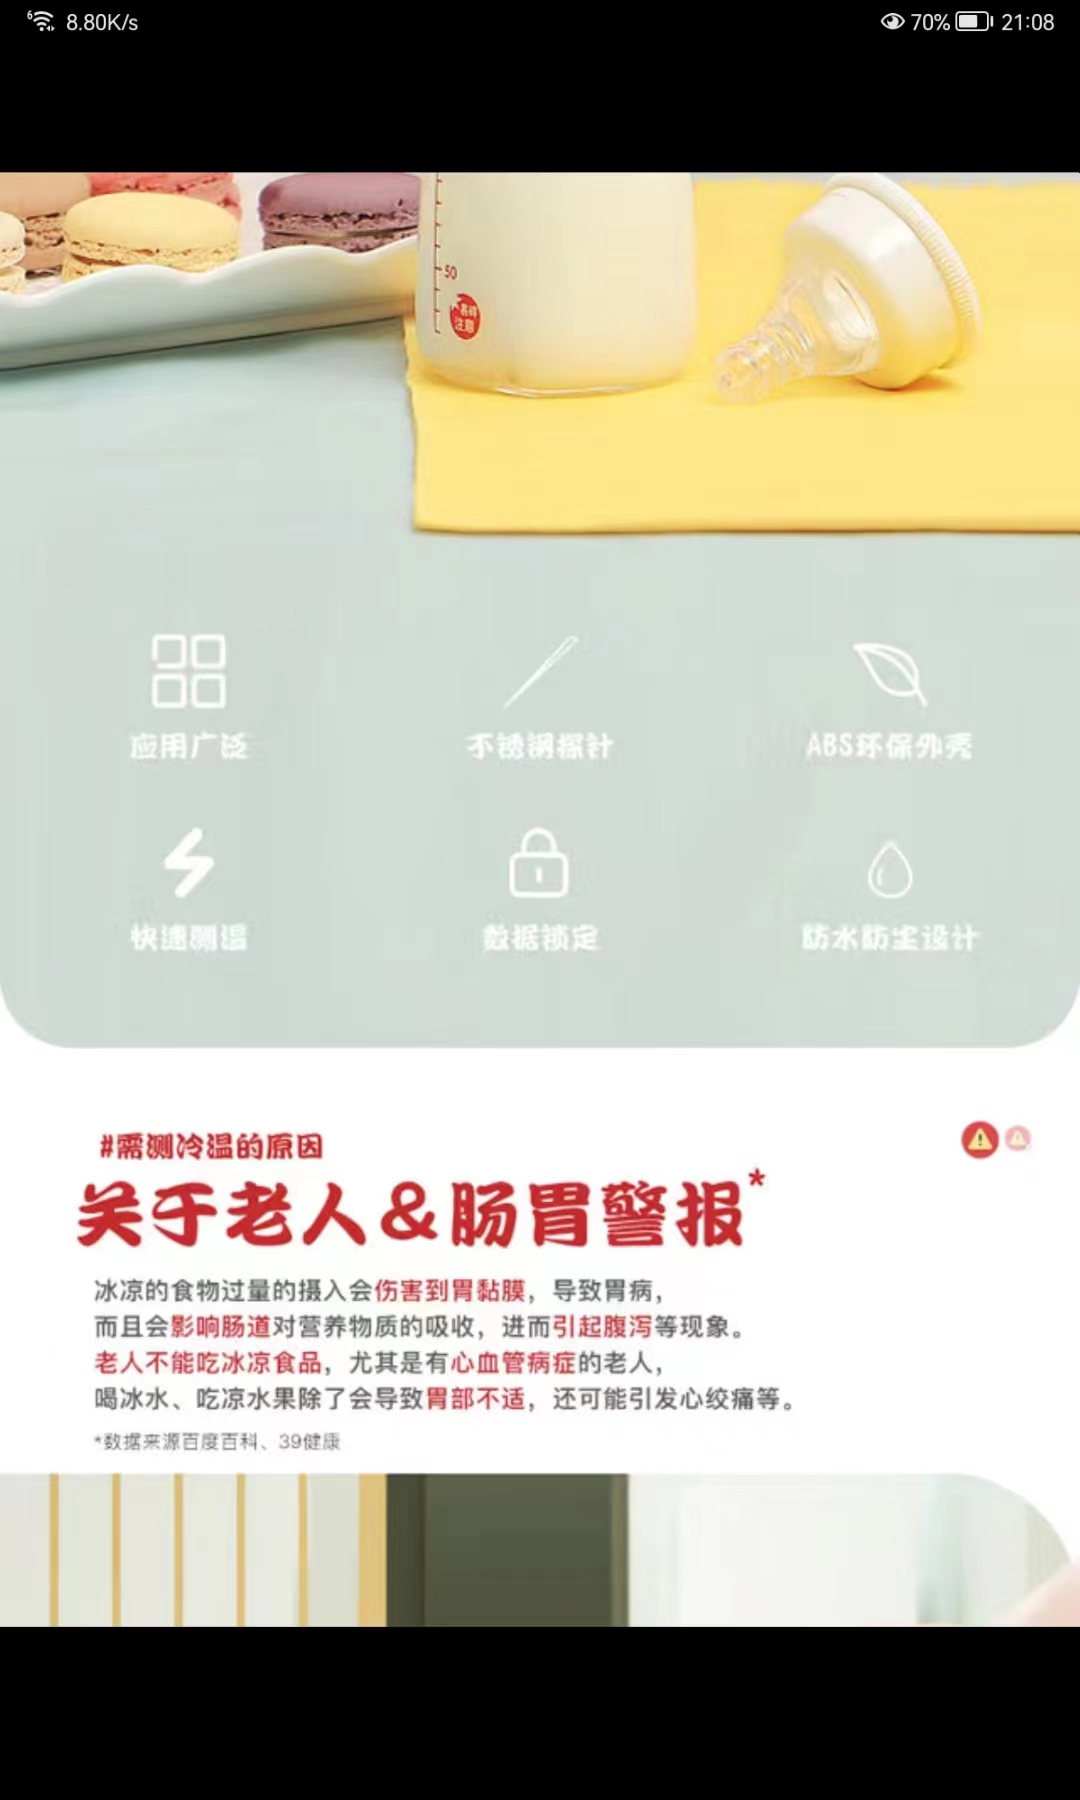 8.80K/s 70% 21:08
50
注意
应用广泛 不锈钢探针 ABS环保外壳
快速测温 数据锁定 防水防尘设计
#需测冷温的原因
关于老人&肠胃警报*
冰凉的食物过量的摄入会伤害到胃黏膜，导致胃病，
而且会影响肠道对营养物质的吸收，进而引起腹泻等现象。
老人不能吃冰凉食品，尤其是有心血管病症的老人，
喝冰水、吃凉水果除了会导致胃部不适，还可能引发心绞痛等。
*数据来源百度百科、39健康